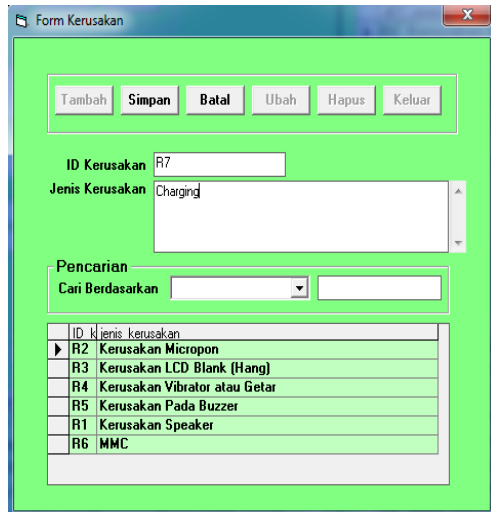 Form Kerusakan
Tambah Simpan Batal Ubah Hapus Keluar
ID Kerusakan R7
Jenis Kerusakan Charging
Pencarian
Cari Berdasarkan
ID_k jenis_kerusakan
R2 Kerusakan Micropon
R3 Kerusakan LCD Blank (Hang)
R4 Kerusakan Vibrator atau Getar
R5 Kerusakan Pada Buzzer
R1 Kerusakan Speaker
R6 MMC